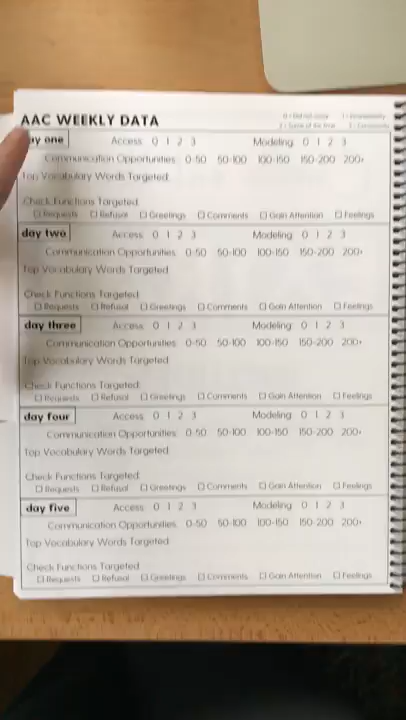 AAC WEEKLY DATA
day one Access 0 1 2 3 Modeling 0 1 2 3
Communication Opportunities 0-50 50-100 100-150 150-200 200+
Top Vocabulary Words Targeted
Check Functions Targeted
☐ Requests ☐ Refusal ☐ Greetings ☐ Comments ☐ Gain Attention ☐ Feelings
day two Access 0 1 2 3 Modeling 0 1 2 3
Communication Opportunities 0-50 50-100 100-150 150-200 200+
Top Vocabulary Words Targeted
Check Functions Targeted
☐ Requests ☐ Refusal ☐ Greetings ☐ Comments ☐ Gain Attention ☐ Feelings
day three Access 0 1 2 3 Modeling 0 1 2 3
Communication Opportunities 0-50 50-100 100-150 150-200 200+
Top Vocabulary Words Targeted
Check Functions Targeted
☐ Requests ☐ Refusal ☐ Greetings ☐ Comments ☐ Gain Attention ☐ Feelings
day four Access 0 1 2 3 Modeling 0 1 2 3
Communication Opportunities 0-50 50-100 100-150 150-200 200+
Top Vocabulary Words Targeted
Check Functions Targeted
☐ Requests ☐ Refusal ☐ Greetings ☐ Comments ☐ Gain Attention ☐ Feelings
day five Access 0 1 2 3 Modeling 0 1 2 3
Communication Opportunities 0-50 50-100 100-150 150-200 200+
Top Vocabulary Words Targeted
Check Functions Targeted
☐ Requests ☐ Refusal ☐ Greetings ☐ Comments ☐ Gain Attention ☐ Feelings